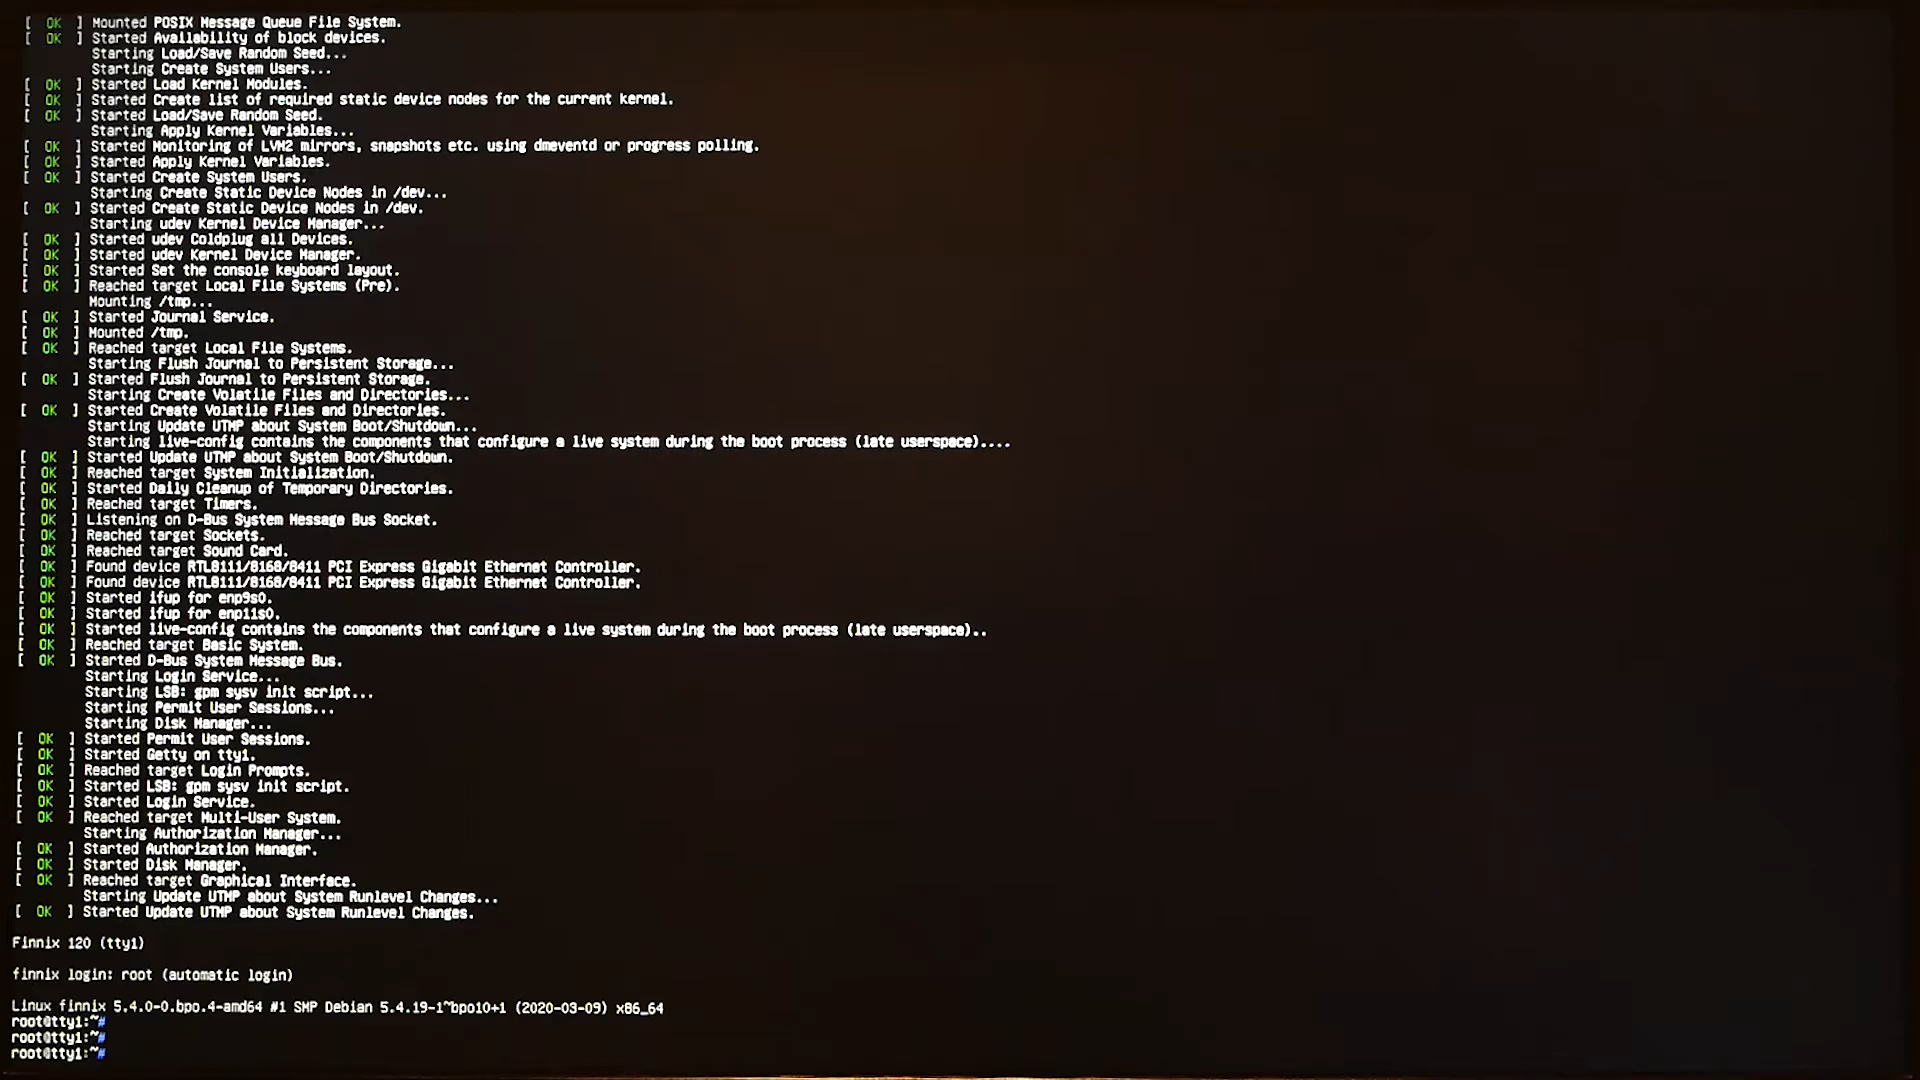 [  OK  ] Mounted POSIX Message Queue File System.
[  OK  ] Started Availability of block devices.
         Starting Load/Save Random Seed...
         Starting Create System Users...
[  OK  ] Started Load Kernel Modules.
[  OK  ] Started Create list of required static device nodes for the current kernel.
[  OK  ] Started Load/Save Random Seed.
         Starting Apply Kernel Variables...
[  OK  ] Started Monitoring of LVM2 mirrors, snapshots etc. using dmeventd or progress polling.
[  OK  ] Started Apply Kernel Variables.
[  OK  ] Started Create System Users.
         Starting Create Static Device Nodes in /dev...
[  OK  ] Started Create Static Device Nodes in /dev.
         Starting udev Kernel Device Manager...
[  OK  ] Started udev Coldplug all Devices.
[  OK  ] Started udev Kernel Device Manager.
[  OK  ] Started Set the console keyboard layout.
[  OK  ] Reached target Local File Systems (Pre).
         Mounting /tmp...
[  OK  ] Started Journal Service.
[  OK  ] Mounted /tmp.
[  OK  ] Reached target Local File Systems.
         Starting Flush Journal to Persistent Storage...
[  OK  ] Started Flush Journal to Persistent Storage.
         Starting Create Volatile Files and Directories...
[  OK  ] Started Create Volatile Files and Directories.
         Starting Update UTMP about System Boot/Shutdown...
         Starting live-config contains the components that configure a live system during the boot process (late userspace)....
[  OK  ] Started Update UTMP about System Boot/Shutdown.
[  OK  ] Reached target System Initialization.
[  OK  ] Started Daily Cleanup of Temporary Directories.
[  OK  ] Reached target Timers.
[  OK  ] Listening on D-Bus System Message Bus Socket.
[  OK  ] Reached target Sockets.
[  OK  ] Reached target Sound Card.
[  OK  ] Found device RTL8111/8168/8411 PCI Express Gigabit Ethernet Controller.
[  OK  ] Found device RTL8111/8168/8411 PCI Express Gigabit Ethernet Controller.
[  OK  ] Started ifup for enp9s0.
[  OK  ] Started ifup for enp11s0.
[  OK  ] Started live-config contains the components that configure a live system during the boot process (late userspace)..
[  OK  ] Reached target Basic System.
[  OK  ] Started D-Bus System Message Bus.
         Starting Login Service...
         Starting LSB: gpm sysv init script...
         Starting Permit User Sessions...
         Starting Disk Manager...
[  OK  ] Started Permit User Sessions.
[  OK  ] Started Getty on tty1.
[  OK  ] Reached target Login Prompts.
[  OK  ] Started LSB: gpm sysv init script.
[  OK  ] Started Login Service.
[  OK  ] Reached target Multi-User System.
         Starting Authorization Manager...
[  OK  ] Started Authorization Manager.
[  OK  ] Started Disk Manager.
[  OK  ] Reached target Graphical Interface.
         Starting Update UTMP about System Runlevel Changes...
[  OK  ] Started Update UTMP about System Runlevel Changes.
Finnix 120 (tty1)
finnix login: root (automatic login)
Linux finnix 5.4.0-0.bpo.4-amd64 #1 SMP Debian 5.4.19-1~bpo10+1 (2020-03-09) x86_64
root@tty1:~#
root@tty1:~#
root@tty1:~#